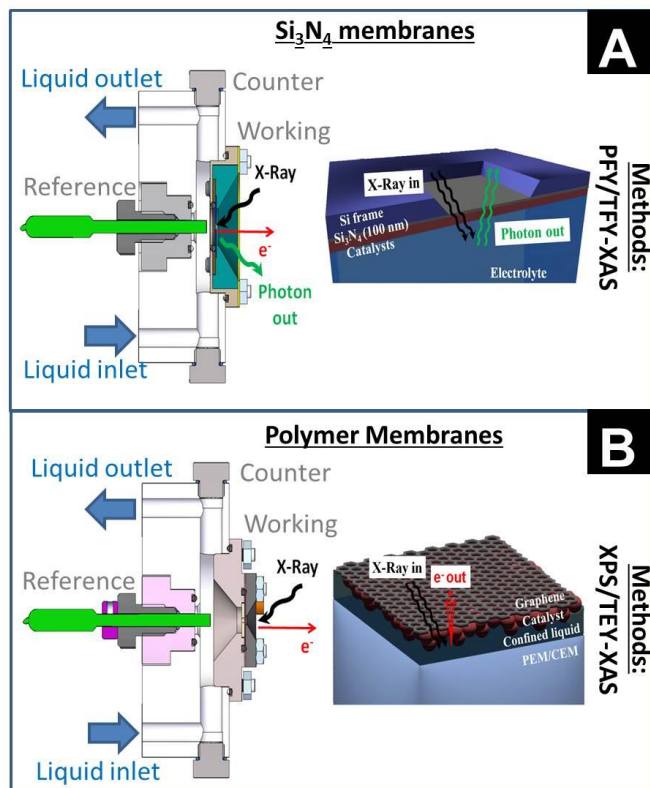 Si3N4 membranes
A
Liquid outlet
Counter
Working
X-Ray
Reference
e-
Photon
out
Liquid inlet
X-Ray in
Photon out
Si frame
Si3N4 (100 nm)
Catalysts
Electrolyte
Methods:
PFY/TFY-XAS
Polymer Membranes
B
Liquid outlet
Counter
Working
X-Ray
Reference
e-
Liquid inlet
X-Ray in
e- out
Graphene
Catalyst
Confined liquid
PEM/CEM
Methods:
XPS/TEY-XAS